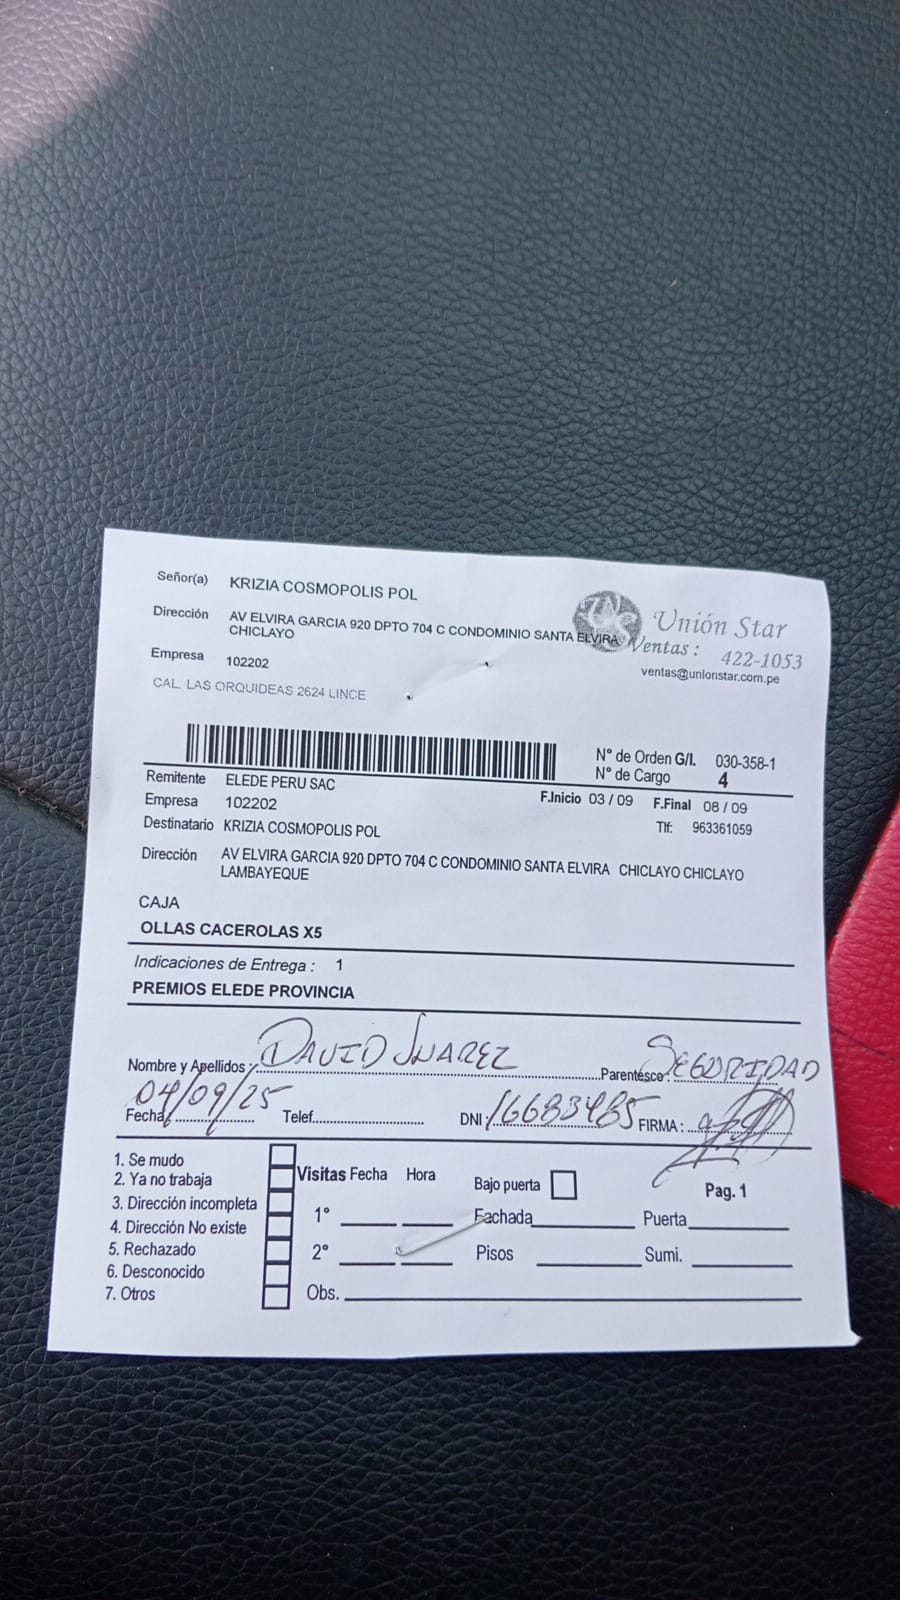 Señor(a) KRIZIA COSMOPOLIS POL
Dirección AV ELVIRA GARCIA 920 DPTO 704 C CONDOMINIO SANTA ELVIRA
CHICLAYO
Empresa 102202
CAL. LAS ORQUIDEAS 2624 LINCE
Unión Star
Ventas : 422-1053
ventas@unionstar.com.pe
N° de Orden G/I. 030-358-1
N° de Cargo 4
Remitente ELEDE PERU SAC
Empresa 102202
F.Inicio 03 / 09 F.Final 08 / 09
Destinatario KRIZIA COSMOPOLIS POL
Tlf: 963361059
Dirección AV ELVIRA GARCIA 920 DPTO 704 C CONDOMINIO SANTA ELVIRA CHICLAYO CHICLAYO
LAMBAYEQUE
CAJA
OLLAS CACEROLAS X5
Indicaciones de Entrega : 1
PREMIOS ELEDE PROVINCIA
Nombre y Apellidos : DAVID JUAREZ Parentesco : SEGURIDAD
Fecha: 04/09/25 Telef. DNI : 16683485 FIRMA :
1. Se mudo
2. Ya no trabaja
3. Dirección incompleta
4. Dirección No existe
5. Rechazado
6. Desconocido
7. Otros
Visitas Fecha Hora
1°
2°
Obs.
Bajo puerta
Pag. 1
Fachada Puerta
Pisos Sumi.